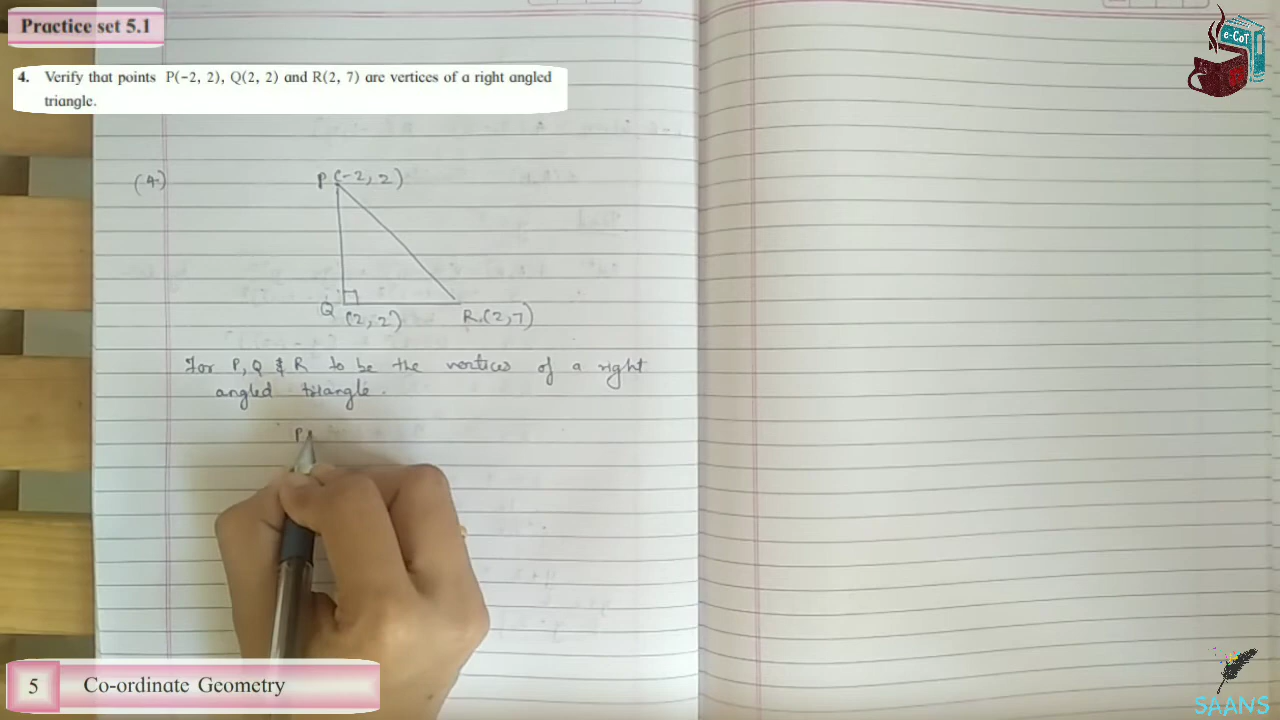 Practice set 5.1
4. Verify that points P(−2, 2), Q(2, 2) and R(2, 7) are vertices of a right angled
triangle.
e-CoT
(4)
P(-2, 2)
Q (2, 2) R(2, 7)
For P, Q & R to be the vertices of a right
angled triangle.
P
5 Co-ordinate Geometry
SAANS